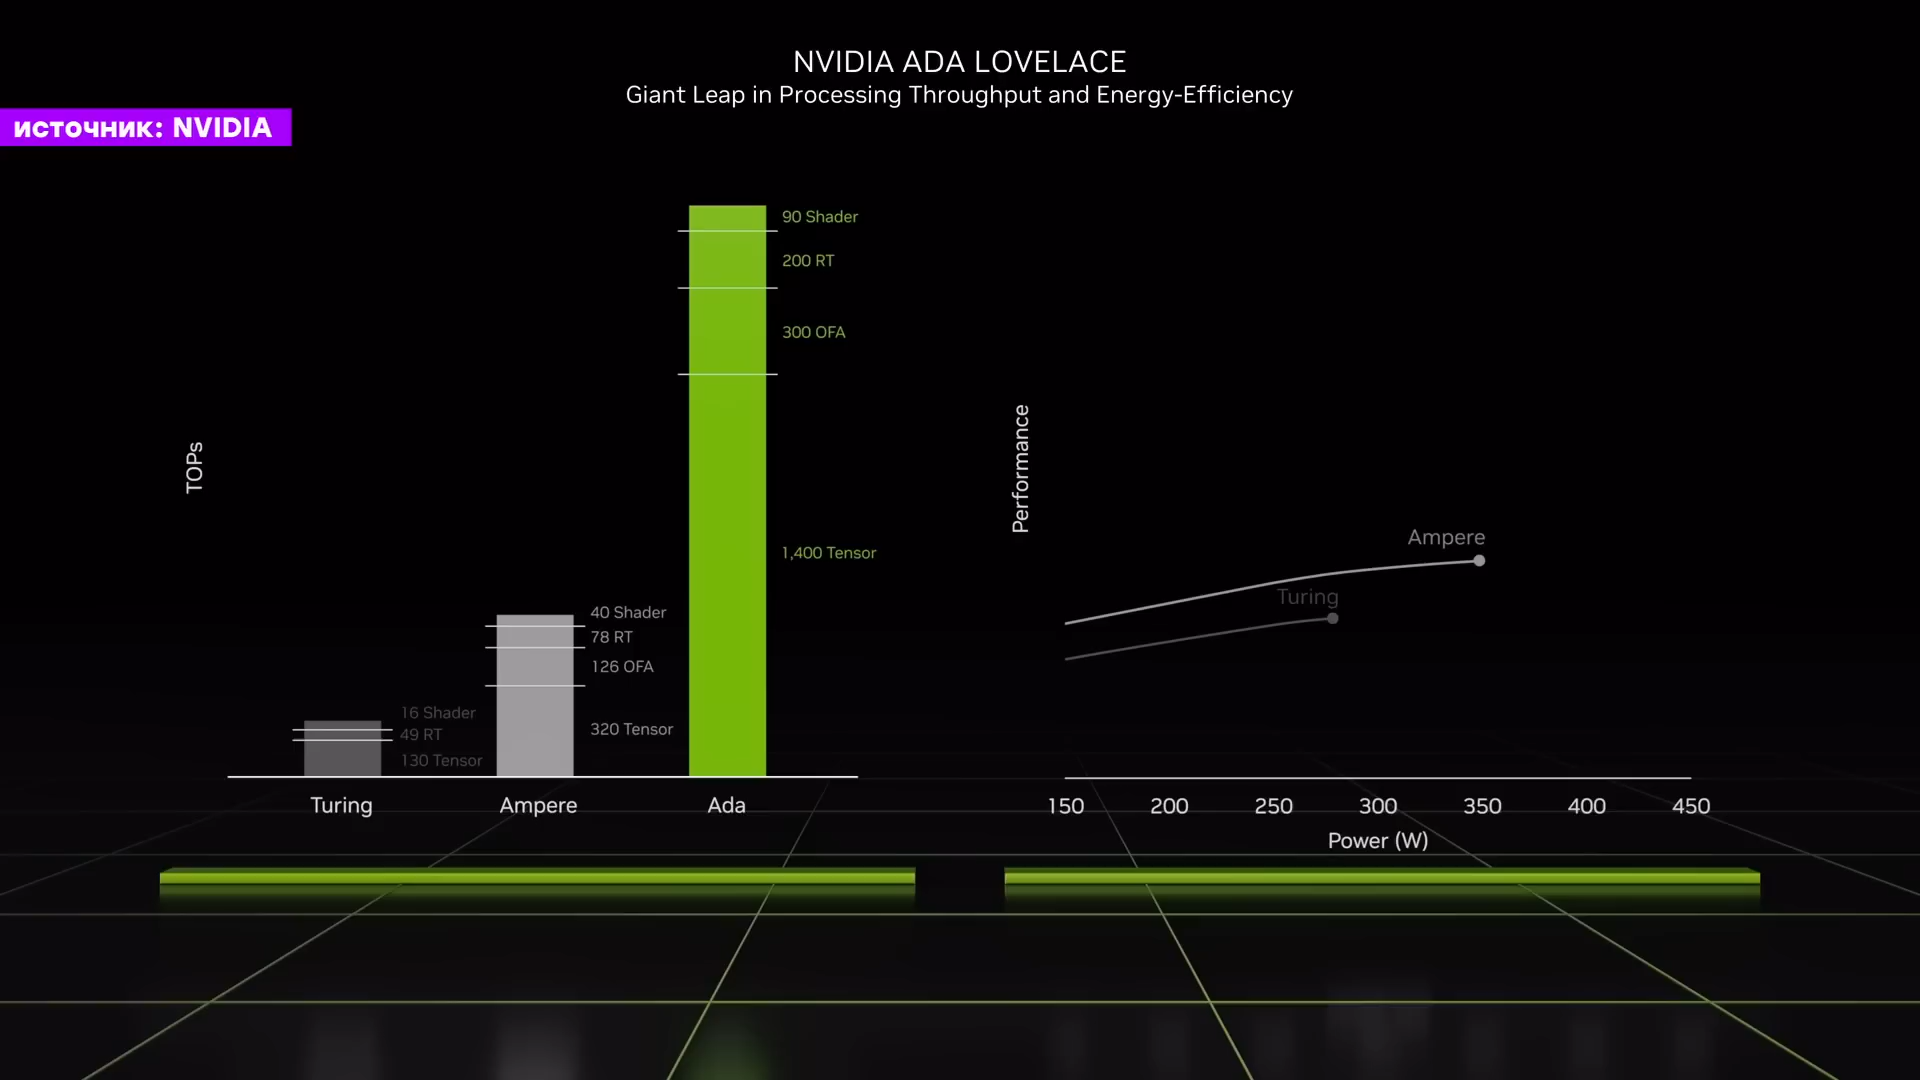 NVIDIA ADA LOVELACE
Giant Leap in Processing Throughput and Energy-Efficiency
источник: NVIDIA
TOPs
90 Shader
200 RT
300 OFA
1,400 Tensor
40 Shader
78 RT
126 OFA
320 Tensor
16 Shader
49 RT
130 Tensor
Turing
Ampere
Ada
Performance
Ampere
Turing
150 200 250 300 350 400 450
Power (W)